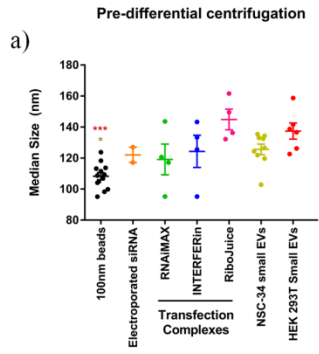 Pre-differential centrifugation
a)
Median Size (nm)
180
160
140
120
100
80
***
*
100nm beads
Electroporated siRNA
RNAiMAX
INTERFERin
RiboJuice
NSC-34 small EVs
HEK 293T Small EVs
Transfection
Complexes